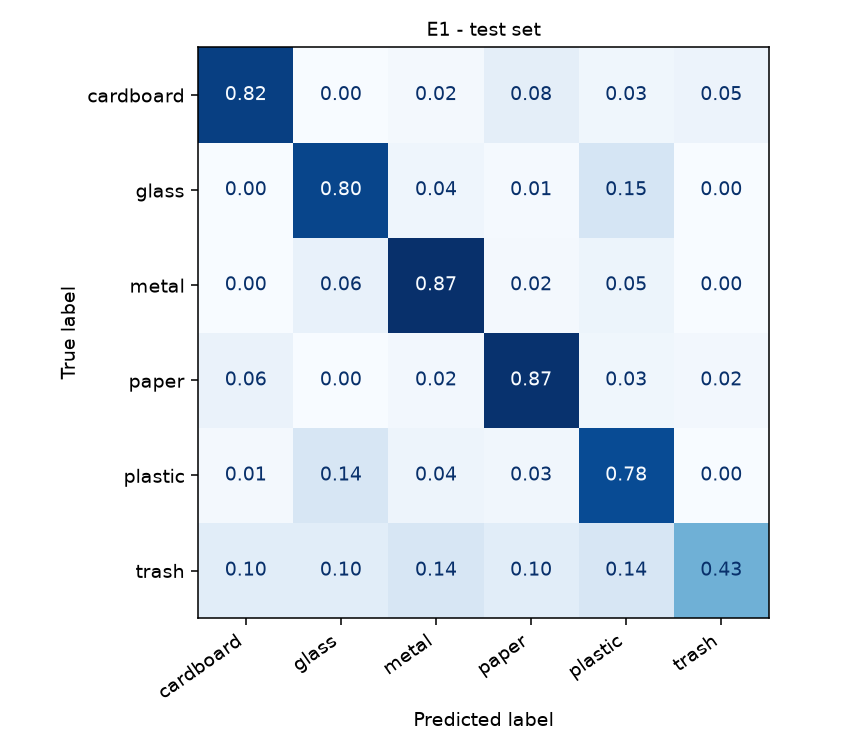 E1 - test set
cardboard 0.82 0.00 0.02 0.08 0.03 0.05
glass 0.00 0.80 0.04 0.01 0.15 0.00
metal 0.00 0.06 0.87 0.02 0.05 0.00
paper 0.06 0.00 0.02 0.87 0.03 0.02
plastic 0.01 0.14 0.04 0.03 0.78 0.00
trash 0.10 0.10 0.14 0.10 0.14 0.43
True label
cardboard glass metal paper plastic trash
Predicted label